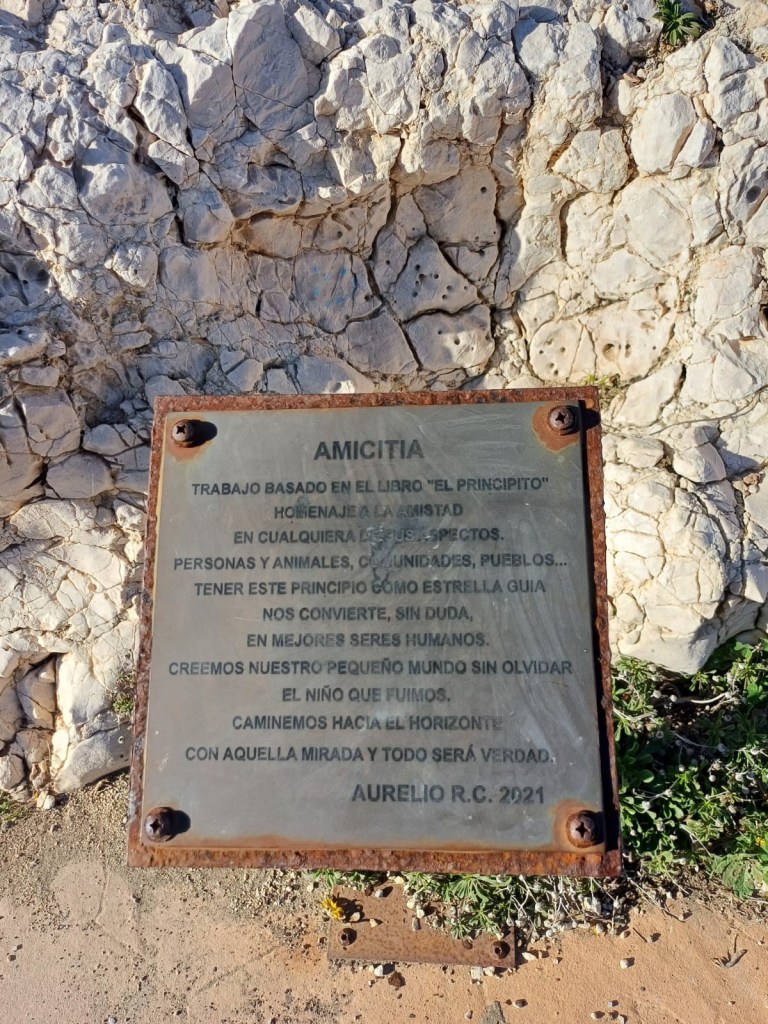 AMICITIA
TRABAJO BASADO EN EL LIBRO "EL PRINCIPITO"
HOMENAJE A LA AMISTAD
EN CUALQUIERA DE SUS ASPECTOS.
PERSONAS Y ANIMALES, COMUNIDADES, PUEBLOS...
TENER ESTE PRINCIPIO COMO ESTRELLA GUIA
NOS CONVIERTE, SIN DUDA,
EN MEJORES SERES HUMANOS.
CREEMOS NUESTRO PEQUEÑO MUNDO SIN OLVIDAR
EL NIÑO QUE FUIMOS.
CAMINEMOS HACIA EL HORIZONTE
CON AQUELLA MIRADA Y TODO SERÁ VERDAD.
AURELIO R.C. 2021